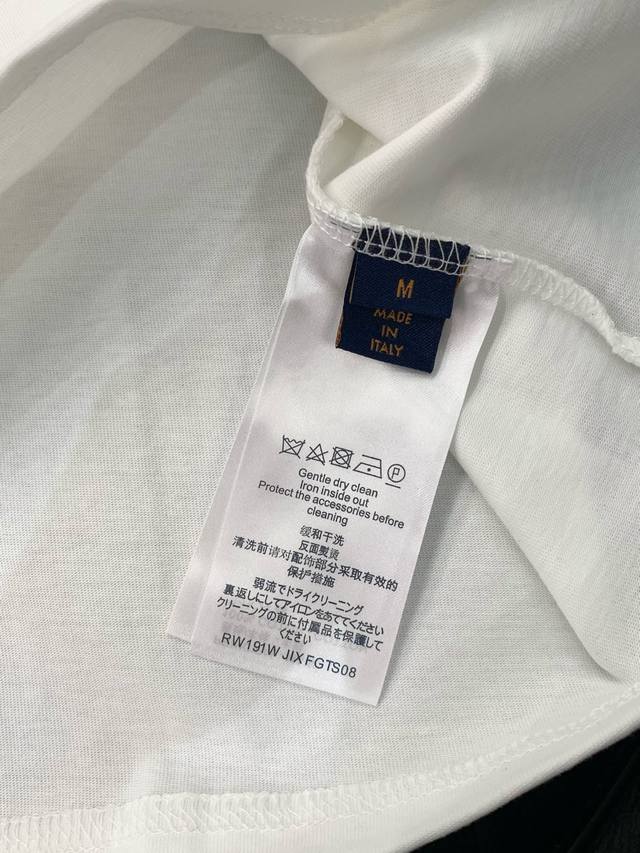 M
MADE
IN
ITALY
P
Gentle dry clean
Iron inside out
Protect the accessories before
cleaning
缓和干洗
反面熨烫
清洗前请对配饰部分采取有效的
保护措施
弱流でドライクリーニング
裏返しにしてアイロンをあててください
クリーニングの前に付属品を保護して
ください
RW191W JIXFGTS08